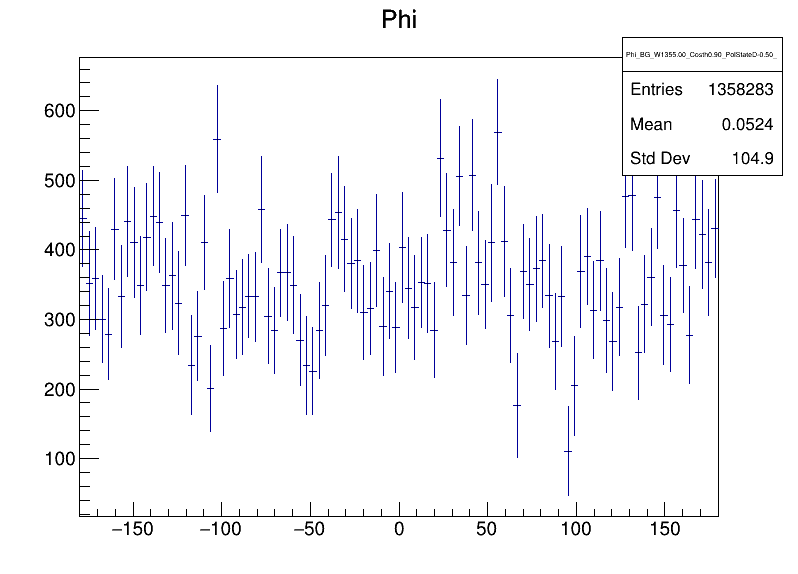 Phi
Phi_BG_W1355.00_Costh0.90_PolStateD-0.50_
Entries 1358283
Mean 0.0524
Std Dev 104.9
600
500
400
300
200
100
−150 −100 −50 0 50 100 150